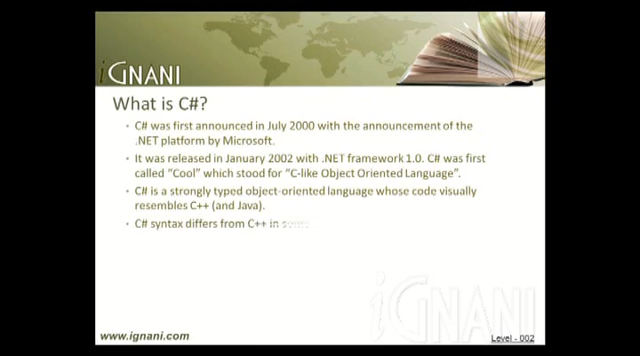 iGNANI
What is C#?
• C# was first announced in July 2000 with the announcement of the
.NET platform by Microsoft.
• It was released in January 2002 with .NET framework 1.0. C# was first
called “Cool” which stood for “C-like Object Oriented Language”.
• C# is a strongly typed object-oriented language whose code visually
resembles C++ (and Java).
• C# syntax differs from C++ in some
iGNANI
www.ignani.com
Level - 002